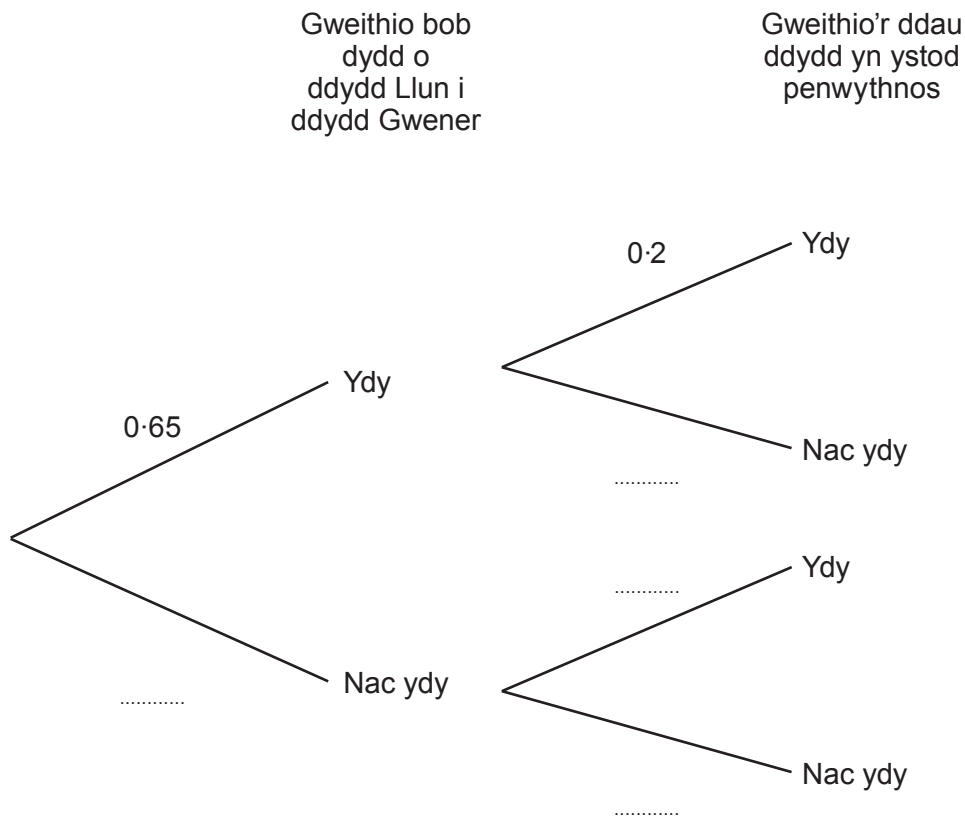 Gweithio bob
dydd o
ddydd Llun i
ddydd Gwener
Gweithio'r ddau
ddydd yn ystod
penwythnos
0·2
Ydy
Ydy
0·65
Nac ydy
............
Ydy
............
Nac ydy
............
Nac ydy
............